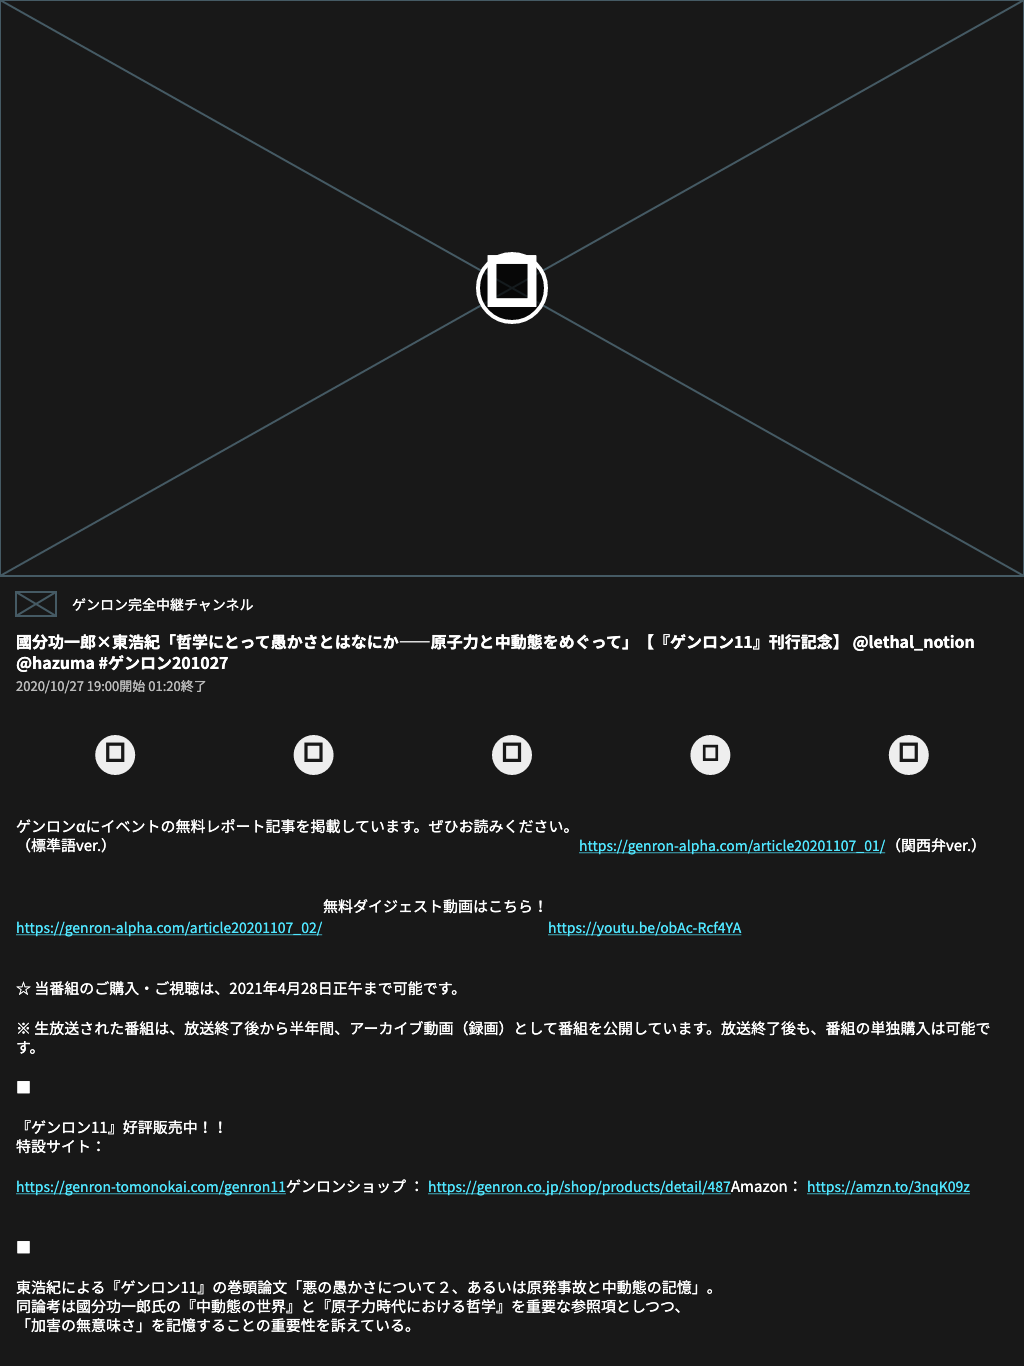 ゲンロン完全中継チャンネル
國分功一郎×東浩紀「哲学にとって愚かさとはなにか――原子力と中動態をめぐって」【『ゲンロン11』刊行記念】 @lethal_notion
@hazuma #ゲンロン201027
2020/10/27 19:00開始 01:20終了
ゲンロンαにイベントの無料レポート記事を掲載しています。ぜひお読みください。
（標準語ver.） https://genron-alpha.com/article20201107_01/（関西弁ver.）
https://genron-alpha.com/article20201107_02/無料ダイジェスト動画はこちら！https://youtu.be/obAc-Rcf4YA
☆ 当番組のご購入・ご視聴は、2021年4月28日正午まで可能です。
※ 生放送された番組は、放送終了後から半年間、アーカイブ動画（録画）として番組を公開しています。放送終了後も、番組の単独購入は可能で
す。
■
『ゲンロン11』好評販売中！！
特設サイト：
https://genron-tomonokai.com/genron11ゲンロンショップ ： https://genron.co.jp/shop/products/detail/487Amazon： https://amzn.to/3nqK09z
■
東浩紀による『ゲンロン11』の巻頭論文「悪の愚かさについて２、あるいは原発事故と中動態の記憶」。
同論考は國分功一郎氏の『中動態の世界』と『原子力時代における哲学』を重要な参照項としつつ、
「加害の無意味さ」を記憶することの重要性を訴えている。